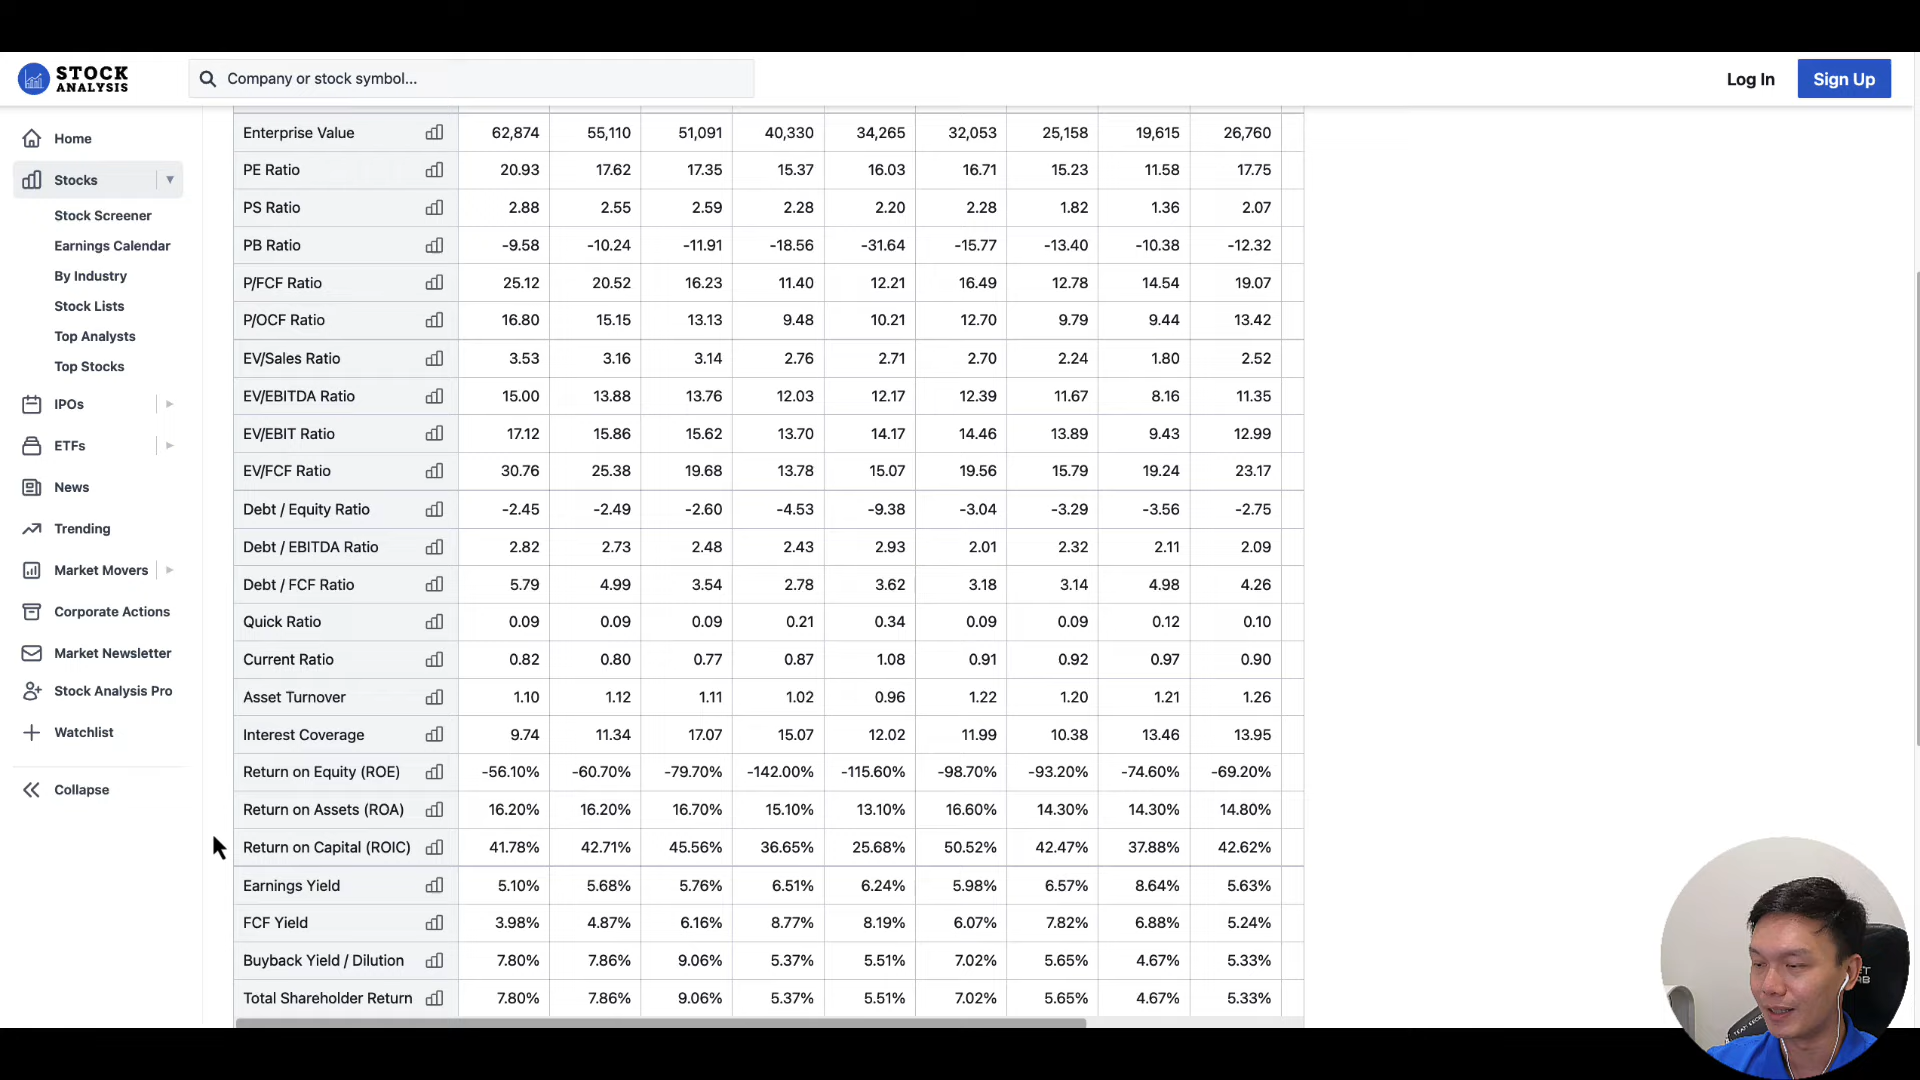 STOCK
ANALYSIS
Company or stock symbol...
Log In
Sign Up
Home
Stocks
Stock Screener
Earnings Calendar
By Industry
Stock Lists
Top Analysts
Top Stocks
IPOs
ETFs
News
Trending
Market Movers
Corporate Actions
Market Newsletter
Stock Analysis Pro
Watchlist
Collapse
Enterprise Value 62,874 55,110 51,091 40,330 34,265 32,053 25,158 19,615 26,760
PE Ratio 20.93 17.62 17.35 15.37 16.03 16.71 15.23 11.58 17.75
PS Ratio 2.88 2.55 2.59 2.28 2.20 2.28 1.82 1.36 2.07
PB Ratio -9.58 -10.24 -11.91 -18.56 -31.64 -15.77 -13.40 -10.38 -12.32
P/FCF Ratio 25.12 20.52 16.23 11.40 12.21 16.49 12.78 14.54 19.07
P/OCF Ratio 16.80 15.15 13.13 9.48 10.21 12.70 9.79 9.44 13.42
EV/Sales Ratio 3.53 3.16 3.14 2.76 2.71 2.70 2.24 1.80 2.52
EV/EBITDA Ratio 15.00 13.88 13.76 12.03 12.17 12.39 11.67 8.16 11.35
EV/EBIT Ratio 17.12 15.86 15.62 13.70 14.17 14.46 13.89 9.43 12.99
EV/FCF Ratio 30.76 25.38 19.68 13.78 15.07 19.56 15.79 19.24 23.17
Debt / Equity Ratio -2.45 -2.49 -2.60 -4.53 -9.38 -3.04 -3.29 -3.56 -2.75
Debt / EBITDA Ratio 2.82 2.73 2.48 2.43 2.93 2.01 2.32 2.11 2.09
Debt / FCF Ratio 5.79 4.99 3.54 2.78 3.62 3.18 3.14 4.98 4.26
Quick Ratio 0.09 0.09 0.09 0.21 0.34 0.09 0.09 0.12 0.10
Current Ratio 0.82 0.80 0.77 0.87 1.08 0.91 0.92 0.97 0.90
Asset Turnover 1.10 1.12 1.11 1.02 0.96 1.22 1.20 1.21 1.26
Interest Coverage 9.74 11.34 17.07 15.07 12.02 11.99 10.38 13.46 13.95
Return on Equity (ROE) -56.10% -60.70% -79.70% -142.00% -115.60% -98.70% -93.20% -74.60% -69.20%
Return on Assets (ROA) 16.20% 16.20% 16.70% 15.10% 13.10% 16.60% 14.30% 14.30% 14.80%
Return on Capital (ROIC) 41.78% 42.71% 45.56% 36.65% 25.68% 50.52% 42.47% 37.88% 42.62%
Earnings Yield 5.10% 5.68% 5.76% 6.51% 6.24% 5.98% 6.57% 8.64% 5.63%
FCF Yield 3.98% 4.87% 6.16% 8.77% 8.19% 6.07% 7.82% 6.88% 5.24%
Buyback Yield / Dilution 7.80% 7.86% 9.06% 5.37% 5.51% 7.02% 5.65% 4.67% 5.33%
Total Shareholder Return 7.80% 7.86% 9.06% 5.37% 5.51% 7.02% 5.65% 4.67% 5.33%